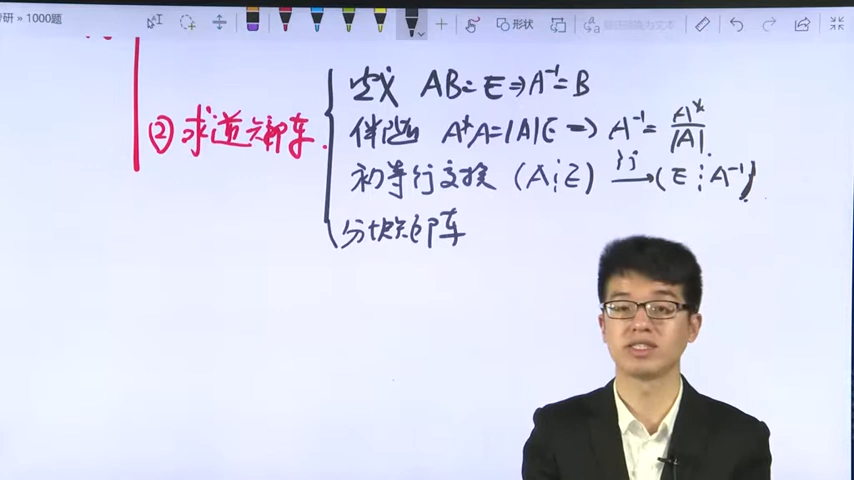 考研 » 1000题
形状
② 求逆矩阵.
定义 AB=E⇒A⁻¹=B
伴随 A*A=|A|E ⇒ A⁻¹=A*/|A|.
初等行变换 (A⋮E) 行→ (E⋮A⁻¹)
分块矩阵